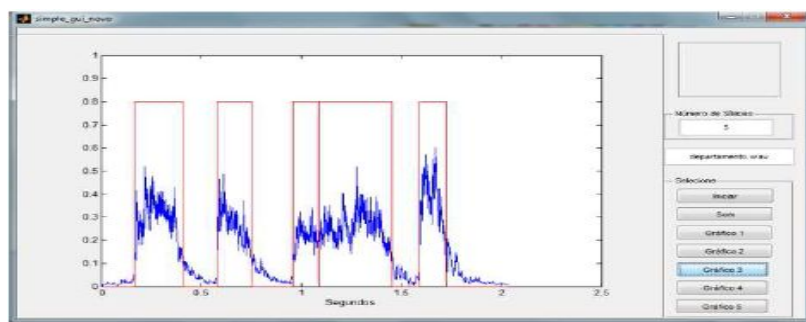 simple_gui_novo
1
0.9
0.8
0.7
0.6
0.5
0.4
0.3
0.2
0.1
0
0 0.5 1 1.5 2 2.5
Segundos
Número de Sílabas
5
departamento.wav
Selecione
Iniciar
Som
Gráfico 1
Gráfico 2
Gráfico 3
Gráfico 4
Gráfico 5